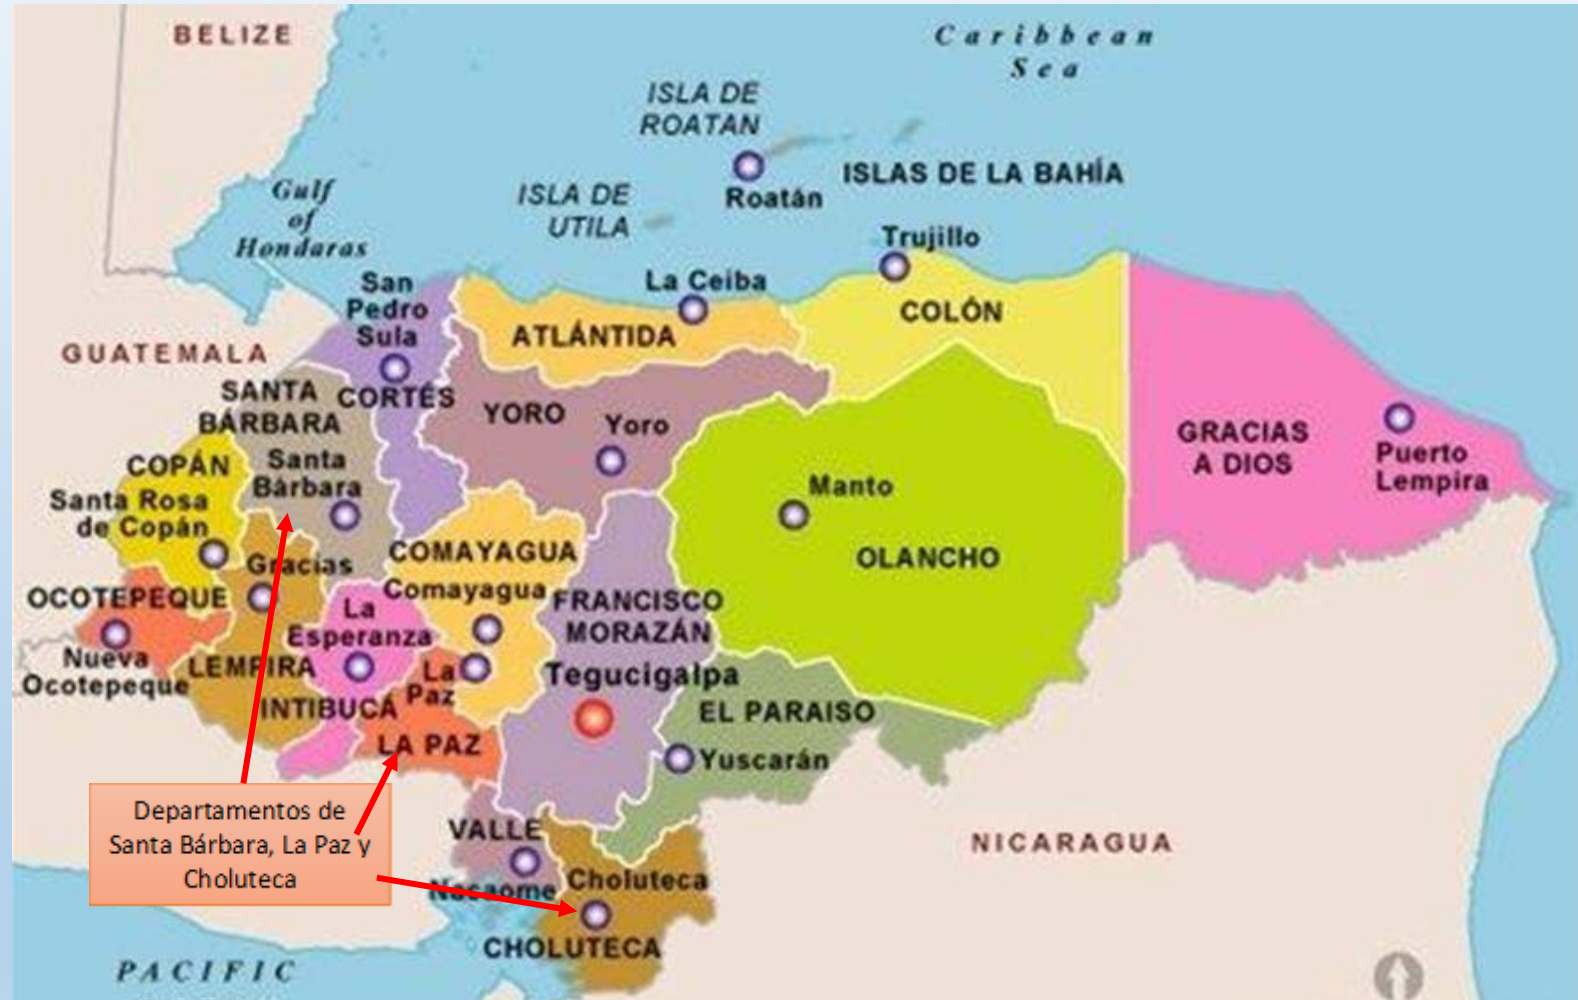 BELIZE
Caribbean
Sea
ISLA DE
ROATAN
Roatán
ISLAS DE LA BAHÍA
Gulf
of
Hondaras
ISLA DE
UTILA
Trujillo
San
Pedro
Sula
La Ceiba
ATLÁNTIDA
COLÓN
GUATEMALA
SANTA
BÁRBARA
CORTÉS
YORO
Yoro
GRACIAS
A DIOS
Puerto
Lempira
COPÁN
Santa
Bárbara
Santa Rosa
de Copán
Manto
OLANCHO
Gracias
COMAYAGUA
Comayagua
OCOTEPEQUE
La
Esperanza
FRANCISCO
MORAZÁN
Nueva
Ocotepeque
LEMPIRA
La
Paz
Tegucigalpa
INTIBUCÁ
EL PARAISO
LA PAZ
Yuscarán
Departamentos de
Santa Bárbara, La Paz y
Choluteca
VALLE
Nacaome
Choluteca
CHOLUTECA
NICARAGUA
PACIFIC